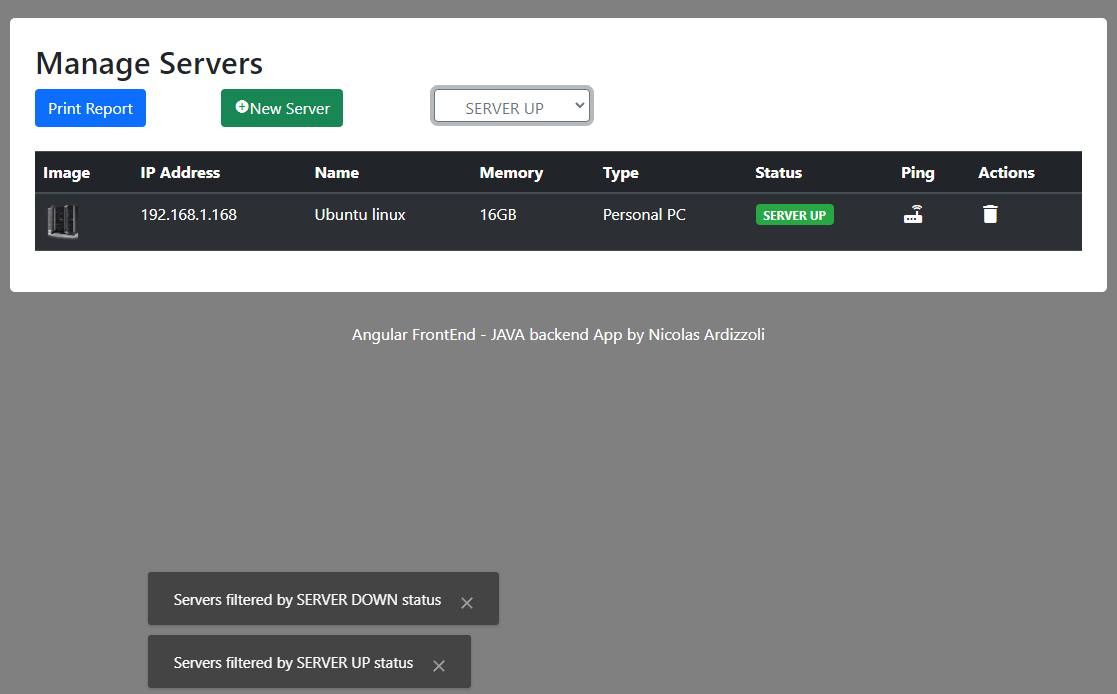 Manage Servers
Print Report New Server SERVER UP
Image IP Address Name Memory Type Status Ping Actions
192.168.1.168 Ubuntu linux 16GB Personal PC SERVER UP
Angular FrontEnd - JAVA backend App by Nicolas Ardizzoli
Servers filtered by SERVER DOWN status
Servers filtered by SERVER UP status